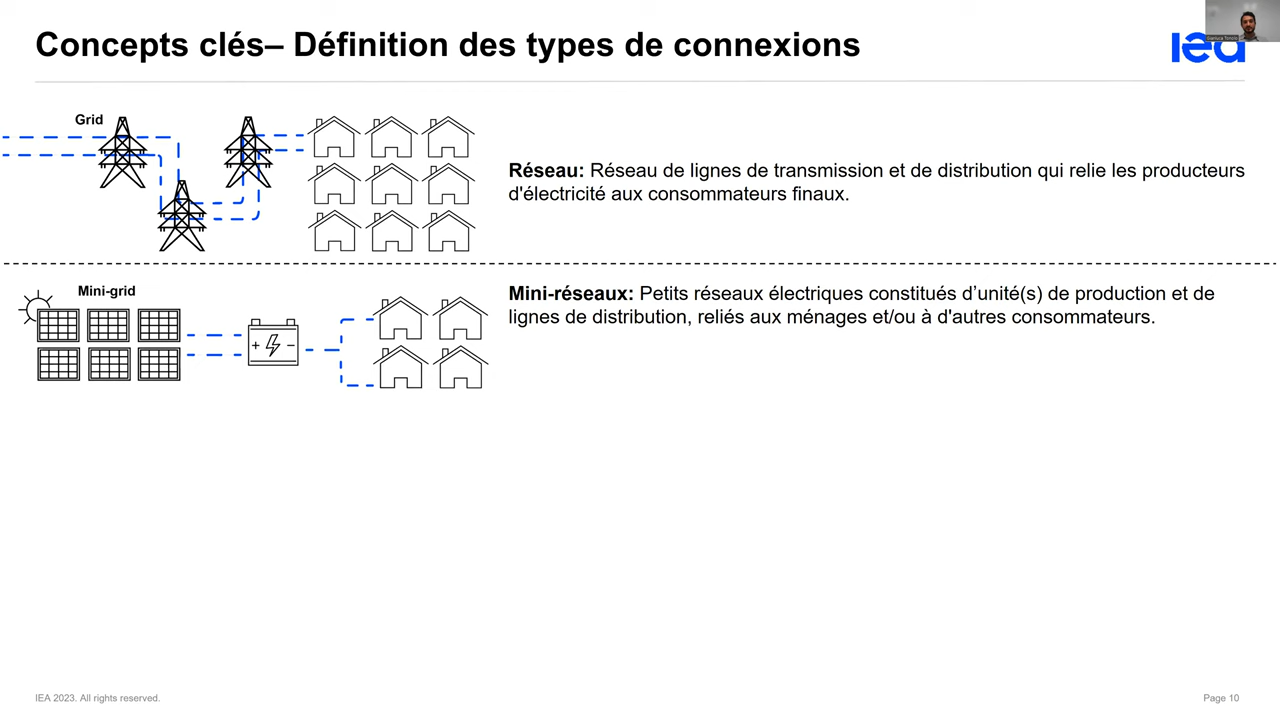 Concepts clés– Définition des types de connexions
iea
Grid
Réseau: Réseau de lignes de transmission et de distribution qui relie les producteurs
d'électricité aux consommateurs finaux.
Mini-grid
Mini-réseaux: Petits réseaux électriques constitués d’unité(s) de production et de
lignes de distribution, reliés aux ménages et/ou à d'autres consommateurs.
IEA 2023. All rights reserved.
Page 10